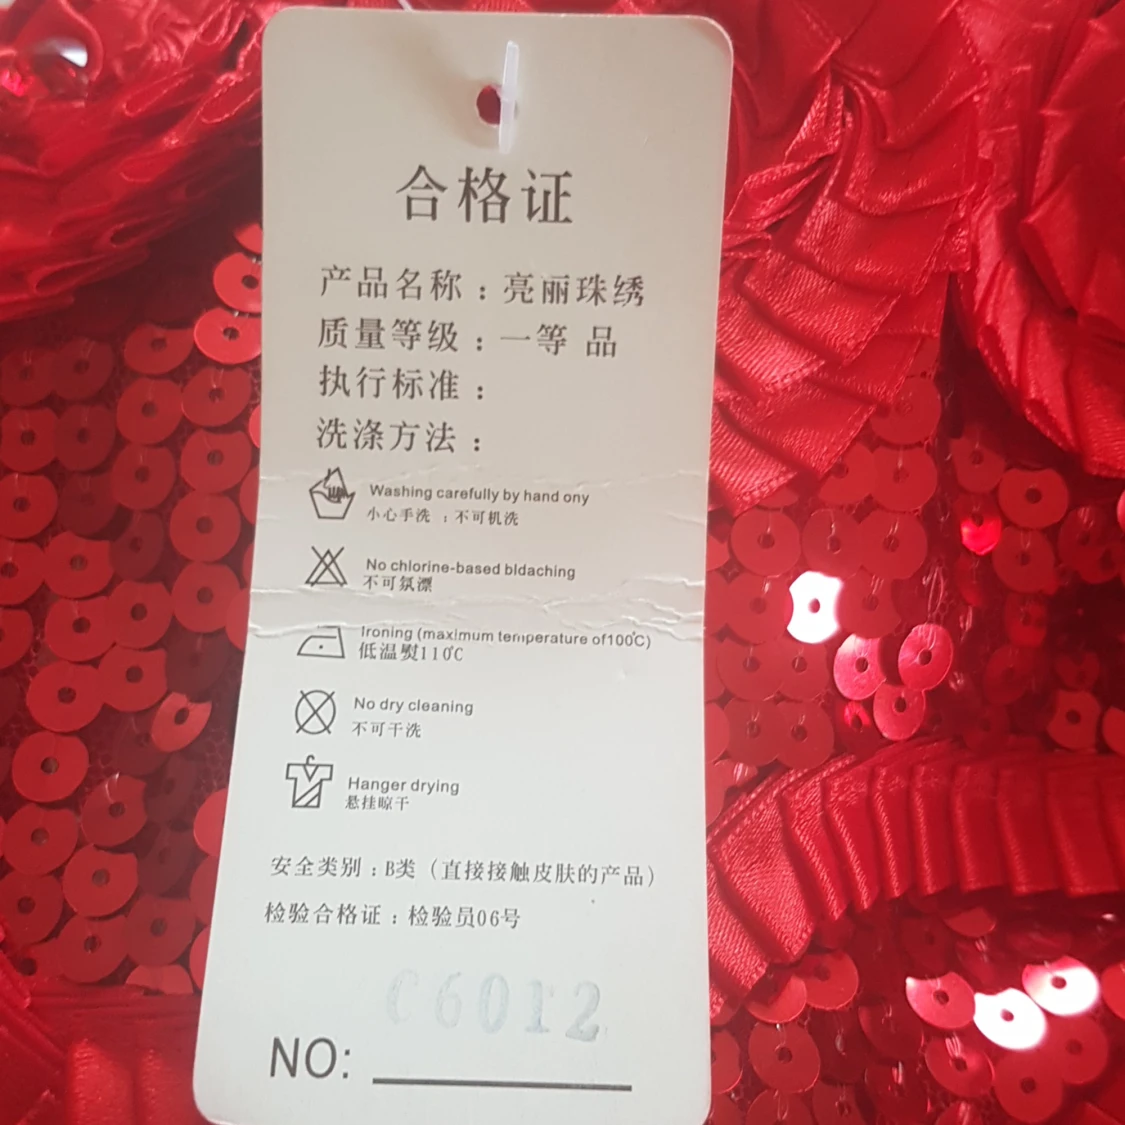 合格证
产品名称：亮丽珠绣
质量等级：一等 品
执行标准：
洗涤方法：
Washing carefully by hand ony
小心手洗 ；不可机洗
No chlorine-based bldaching
不可氛漂
Ironing (maximum temperature of100℃)
低温熨110℃
No dry cleaning
不可干洗
Hanger drying
悬挂晾干
安全类别：B类（直接接触皮肤的产品）
检验合格证：检验员06号
C6012
NO: